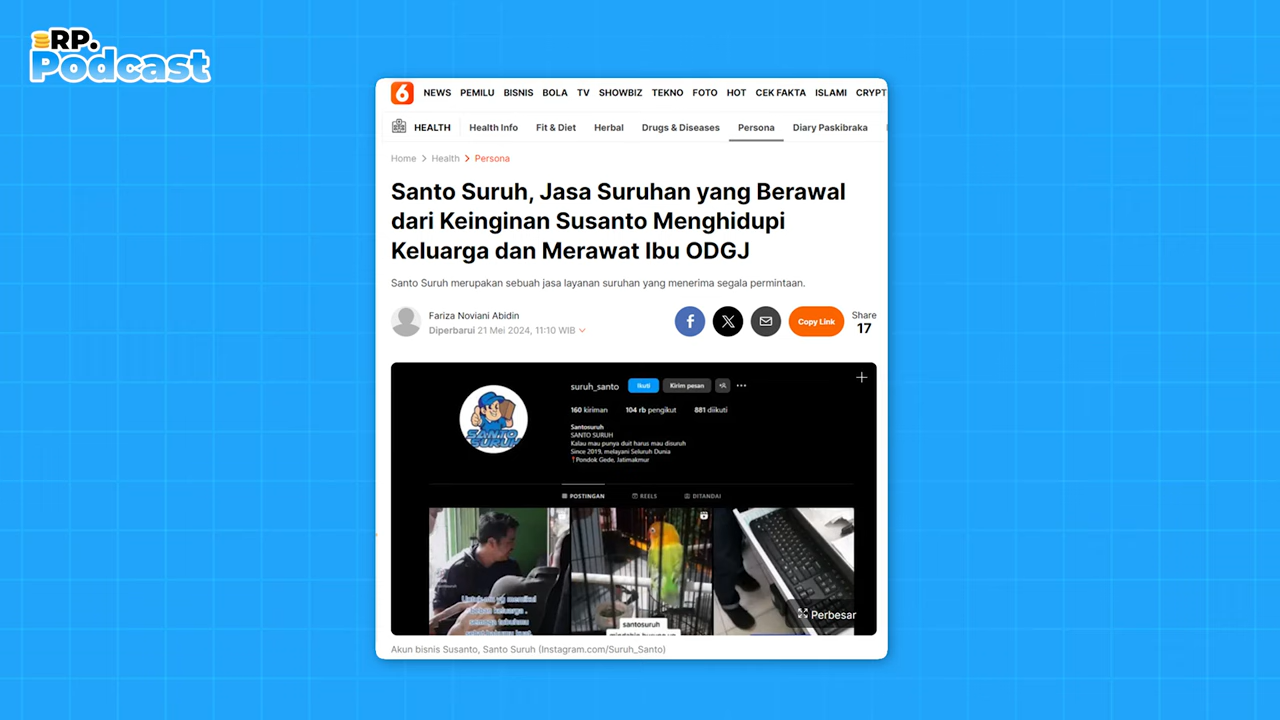 RP.
Podcast
6 NEWS PEMILU BISNIS BOLA TV SHOWBIZ TEKNO FOTO HOT CEK FAKTA ISLAMI CRYPT
HEALTH Health Info Fit & Diet Herbal Drugs & Diseases Persona Diary Paskibraka
Home > Health > Persona
Santo Suruh, Jasa Suruhan yang Berawal
dari Keinginan Susanto Menghidupi
Keluarga dan Merawat Ibu ODGJ
Santo Suruh merupakan sebuah jasa layanan suruhan yang menerima segala permintaan.
Fariza Noviani Abidin
Diperbarui 21 Mei 2024, 11:10 WIB
Copy Link
Share
17
suruh_santo Ikuti Kirim pesan
160 kiriman 104 rb pengikut 881 diikuti
Santosuruh
SANTO SURUH
Kalau mau punya duit harus mau disuruh
Since 2019, melayani Seluruh Dunia
Pondok Gede, Jatimakmur
SANTO
SURUH
POSTINGAN REELS DITANDAI
Untuk
keluarga .
santosuruh
Perbesar
Akun bisnis Susanto, Santo Suruh (Instagram.com/Suruh_Santo)